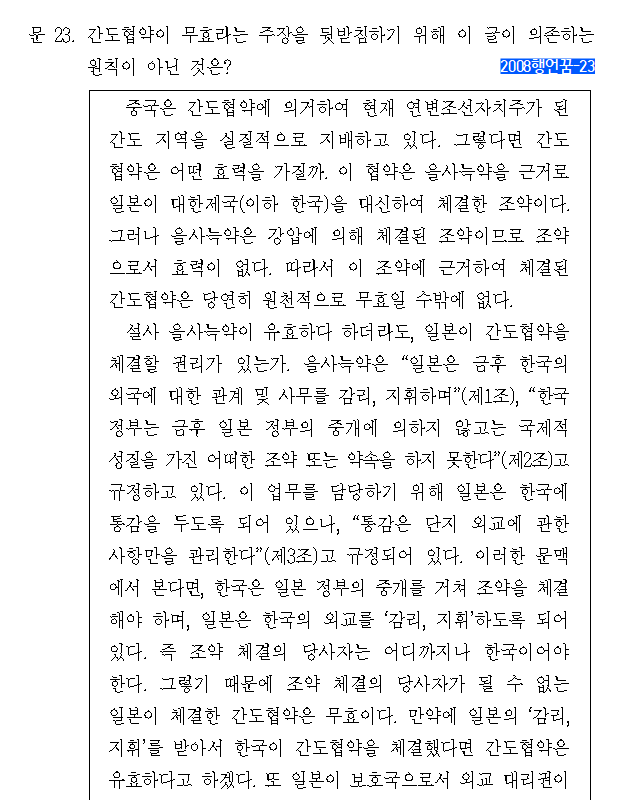 문 23. 간도협약이 무효라는 주장을 뒷받침하기 위해 이 글이 의존하는
원칙이 아닌 것은?
2008행언꿈-23
중국은 간도협약에 의거하여 현재 연변조선자치주가 된
간도 지역을 실질적으로 지배하고 있다. 그렇다면 간도
협약은 어떤 효력을 가질까. 이 협약은 을사늑약을 근거로
일본이 대한제국(이하 한국)을 대신하여 체결한 조약이다.
그러나 을사늑약은 강압에 의해 체결된 조약이므로 조약
으로서 효력이 없다. 따라서 이 조약에 근거하여 체결된
간도협약은 당연히 원천적으로 무효일 수밖에 없다.
설사 을사늑약이 유효하다 하더라도, 일본이 간도협약을
체결할 권리가 있는가. 을사늑약은 “일본은 금후 한국의
외국에 대한 관계 및 사무를 감리, 지휘하며”(제1조), “한국
정부는 금후 일본 정부의 중개에 의하지 않고는 국제적
성질을 가진 어떠한 조약 또는 약속을 하지 못한다”(제2조)고
규정하고 있다. 이 업무를 담당하기 위해 일본은 한국에
통감을 두도록 되어 있으나, “통감은 단지 외교에 관한
사항만을 관리한다”(제3조)고 규정되어 있다. 이러한 문맥
에서 본다면, 한국은 일본 정부의 중개를 거쳐 조약을 체결
해야 하며, 일본은 한국의 외교를 ‘감리, 지휘’하도록 되어
있다. 즉 조약 체결의 당사자는 어디까지나 한국이어야
한다. 그렇기 때문에 조약 체결의 당사자가 될 수 없는
일본이 체결한 간도협약은 무효이다. 만약에 일본의 ‘감리,
지휘’를 받아서 한국이 간도협약을 체결했다면 간도협약은
유효하다고 하겠다. 또 일본이 보호국으로서 외교 대리권이